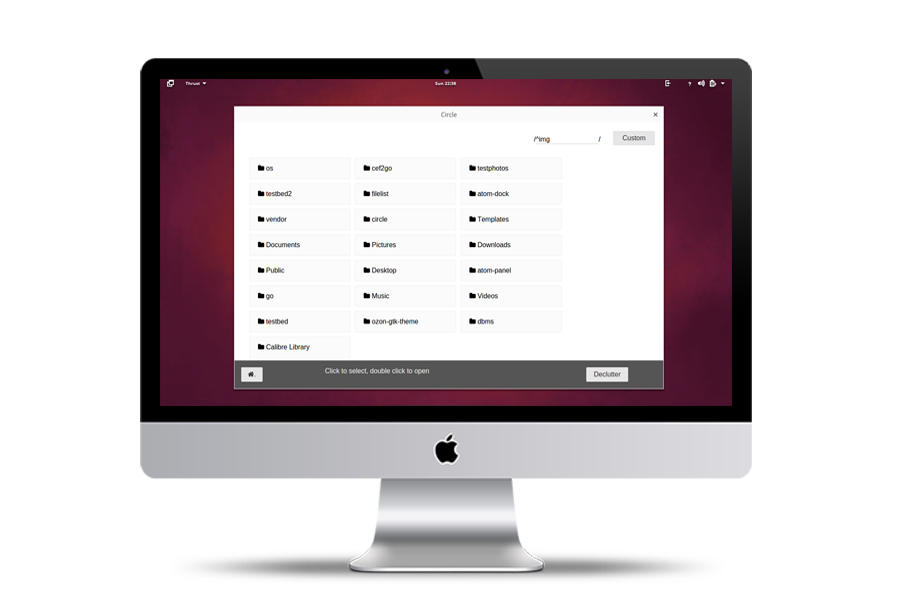 Thrust Sun 22:38 ?
Circle
/^img / Custom
os cef2go testphotos
testbed2 filelist atom-dock
vendor circle Templates
Documents Pictures Downloads
Public Desktop atom-panel
go Music Videos
testbed ozon-gtk-theme dbms
Calibre Library
Click to select, double click to open
Declutter